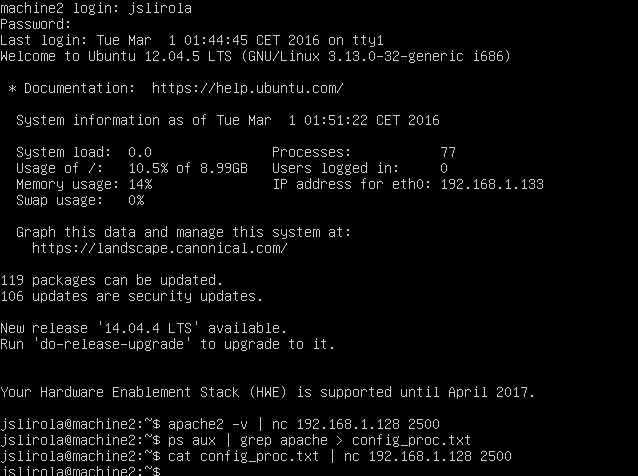 machine2 login: jslirola
Password:
Last login: Tue Mar  1 01:44:45 CET 2016 on tty1
Welcome to Ubuntu 12.04.5 LTS (GNU/Linux 3.13.0-32-generic i686)

 * Documentation:  https://help.ubuntu.com/

  System information as of Tue Mar  1 01:51:22 CET 2016

  System load:  0.0               Processes:           77
  Usage of /:   10.5% of 8.99GB   Users logged in:     0
  Memory usage: 14%               IP address for eth0: 192.168.1.133
  Swap usage:   0%

  Graph this data and manage this system at:
    https://landscape.canonical.com/

119 packages can be updated.
106 updates are security updates.

New release '14.04.4 LTS' available.
Run 'do-release-upgrade' to upgrade to it.


Your Hardware Enablement Stack (HWE) is supported until April 2017.

jslirola@machine2:~$ apache2 -v | nc 192.168.1.128 2500
jslirola@machine2:~$ ps aux | grep apache > config_proc.txt
jslirola@machine2:~$ cat config_proc.txt | nc 192.168.1.128 2500
jslirola@machine2:~$ _